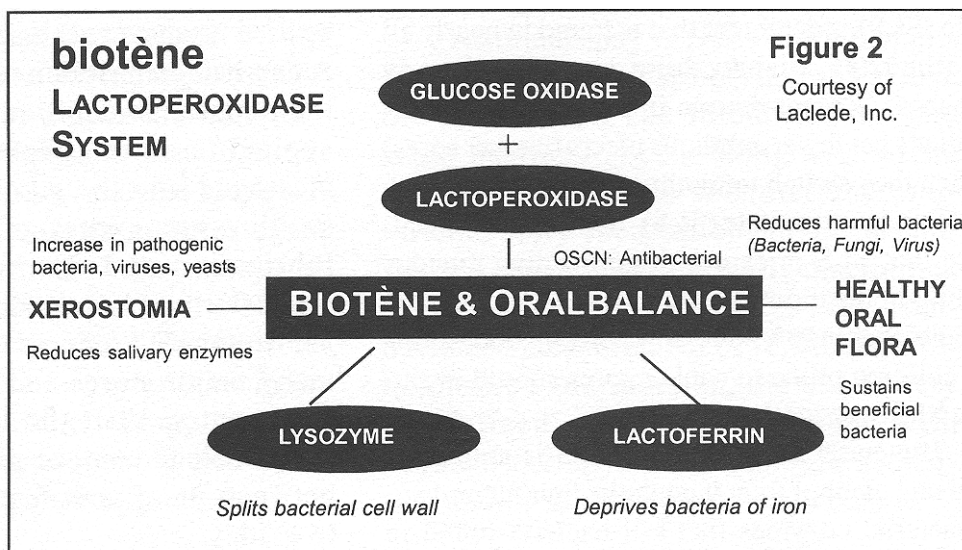 biotène
LACTOPEROXIDASE
SYSTEM
Figure 2
Courtesy of
Laclede, Inc.
GLUCOSE OXIDASE
+
LACTOPEROXIDASE
Increase in pathogenic
bacteria, viruses, yeasts
XEROSTOMIA
Reduces salivary enzymes
OSCN: Antibacterial
BIOTÈNE & ORALBALANCE
Reduces harmful bacteria
(Bacteria, Fungi, Virus)
HEALTHY
ORAL
FLORA
Sustains
beneficial
bacteria
LYSOZYME
Splits bacterial cell wall
LACTOFERRIN
Deprives bacteria of iron